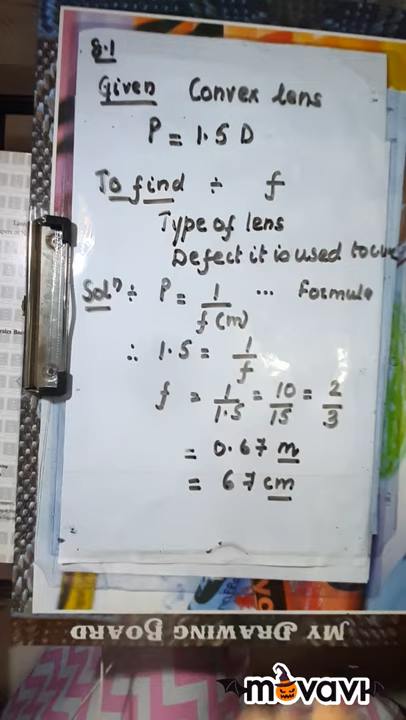 Q.1
Given Convex lens
P = 1.5 D
To find ÷ f
Type of lens
Defect it is used to cure
Solⁿ ÷ P = 1/f (m) ... Formula
∴ 1.5 = 1/f
f = 1/1.5 = 10/15 = 2/3
= 0.67 m
= 67 cm
MY DRAWING BOARD
movavi